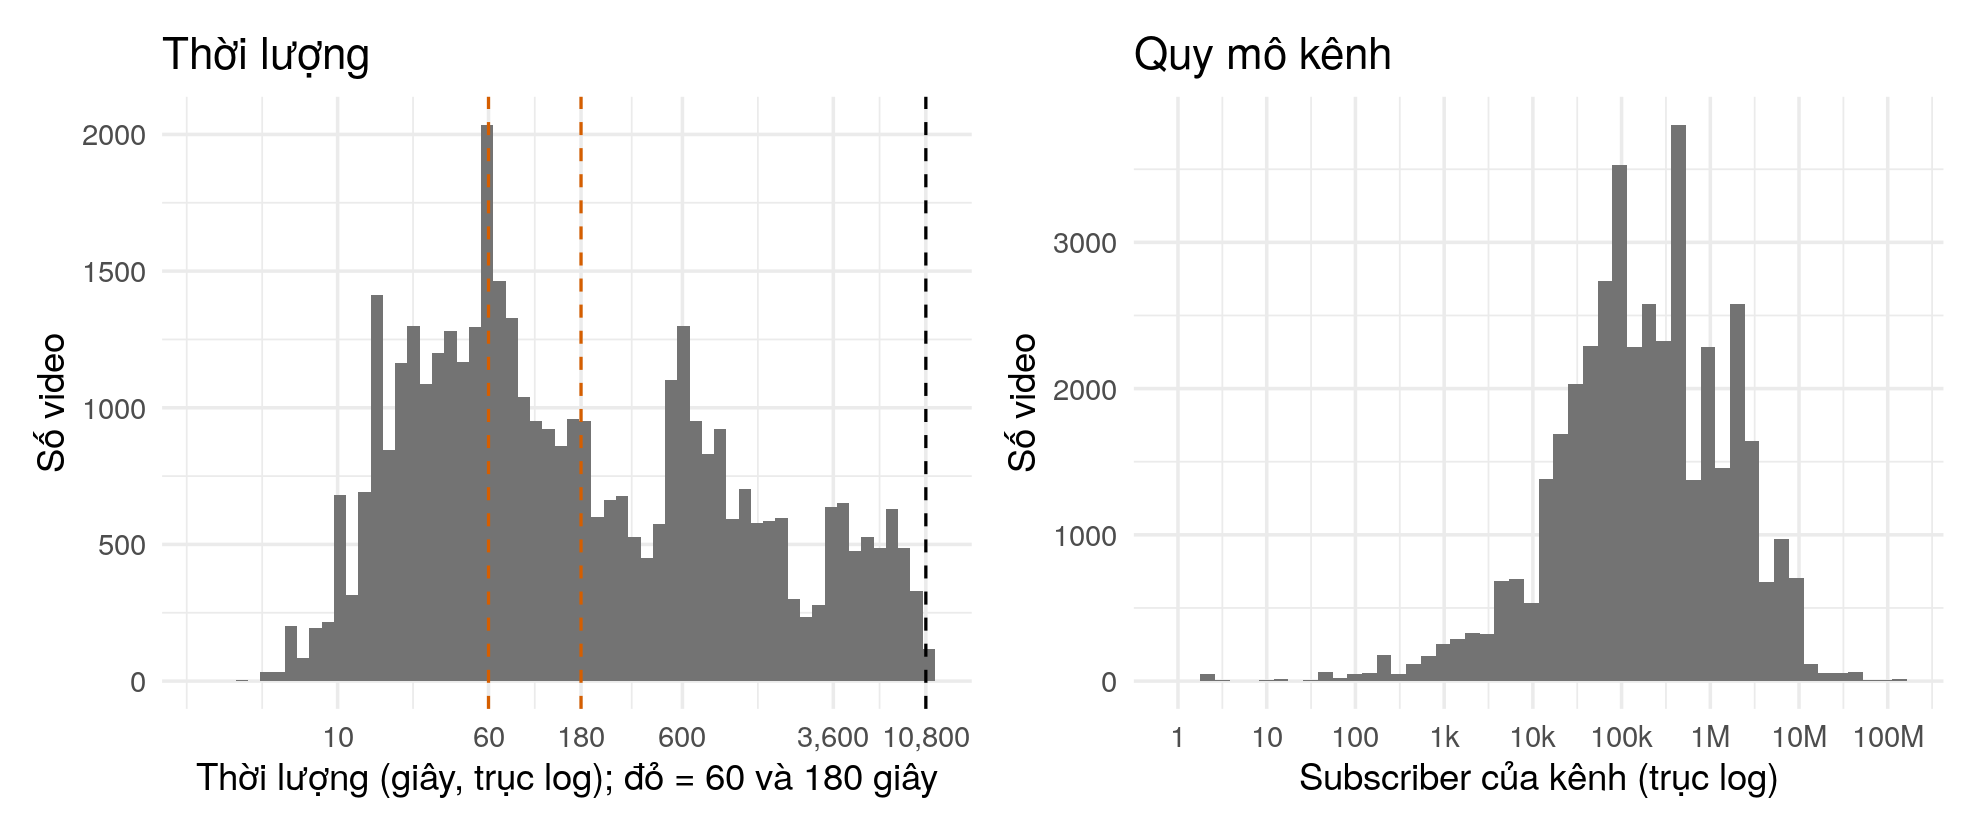 Thời lượng
Số video
2000
1500
1000
500
0
10 60 180 600 3,600 10,800
Thời lượng (giây, trục log); đỏ = 60 và 180 giây
Quy mô kênh
Số video
3000
2000
1000
0
1 10 100 1k 10k 100k 1M 10M 100M
Subscriber của kênh (trục log)